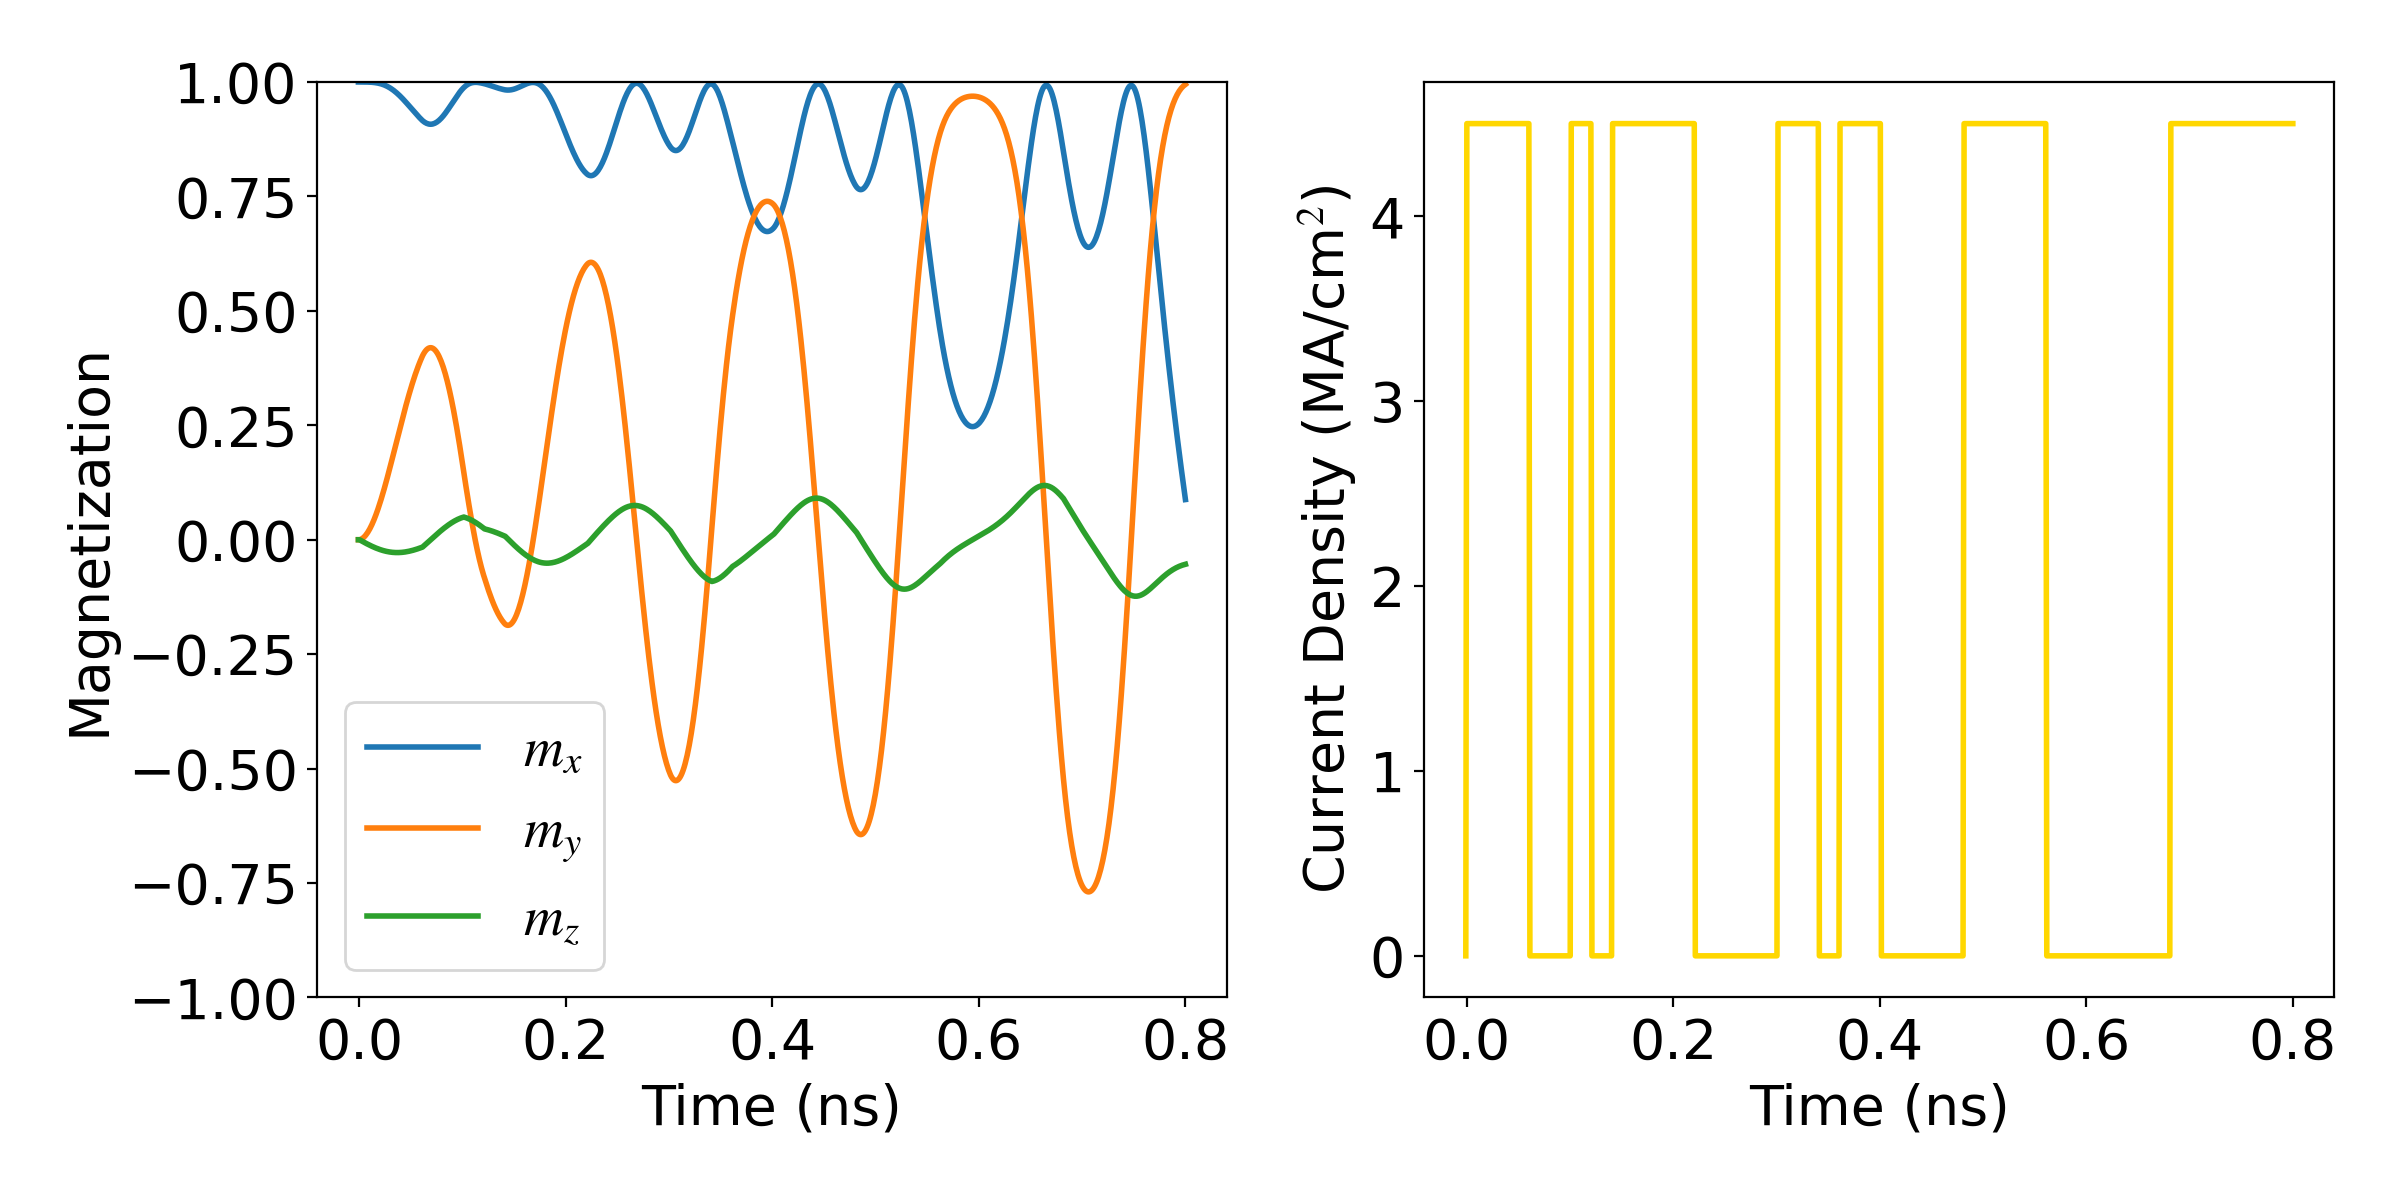 1.00
0.75
0.50
0.25
0.00
−0.25
−0.50
−0.75
−1.00
Magnetization
m_x
m_y
m_z
0.0 0.2 0.4 0.6 0.8
Time (ns)
4
3
2
1
0
Current Density (MA/cm²)
0.0 0.2 0.4 0.6 0.8
Time (ns)